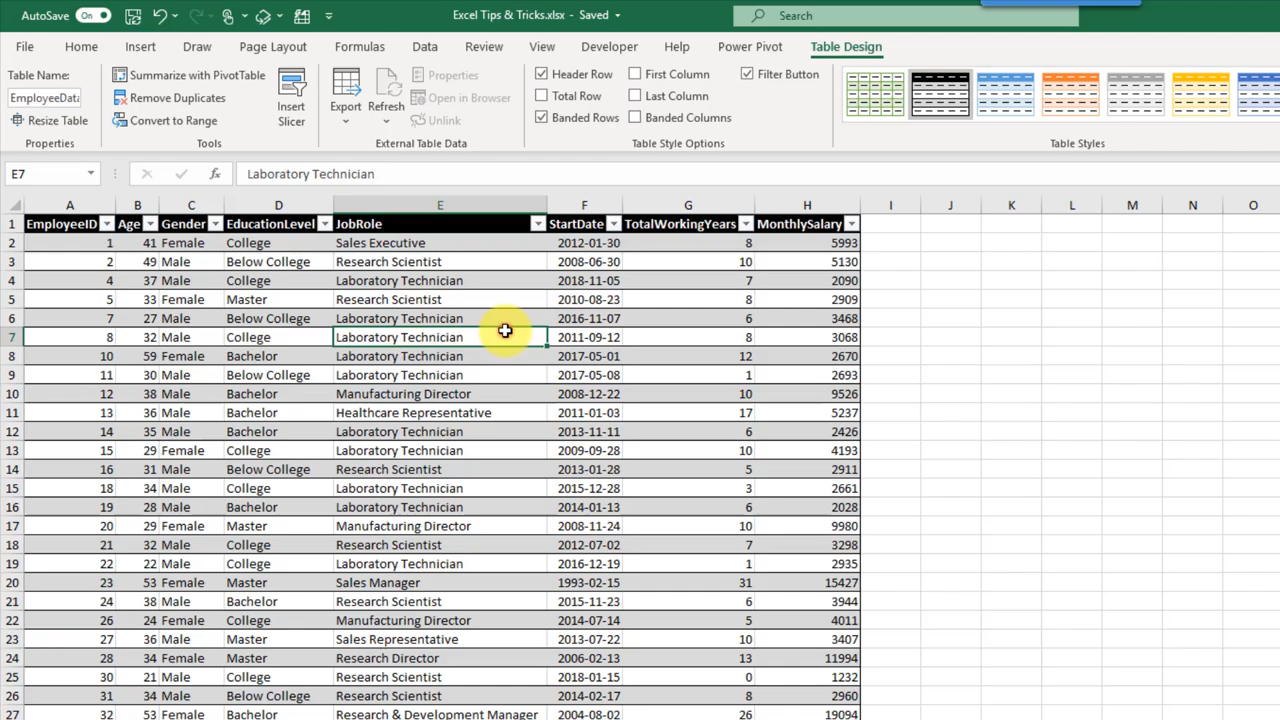 AutoSave On Excel Tips & Tricks.xlsx - Saved Search
File Home Insert Draw Page Layout Formulas Data Review View Developer Help Power Pivot Table Design
Table Name:
EmployeeData
Resize Table
Properties
Summarize with PivotTable
Remove Duplicates
Convert to Range
Insert
Slicer
Tools
Export Refresh
Properties
Open in Browser
Unlink
External Table Data
Header Row First Column Filter Button
Total Row Last Column
Banded Rows Banded Columns
Table Style Options
Table Styles
E7 fx Laboratory Technician
A B C D E F G H I J K L M N O
1 EmployeeID Age Gender EducationLevel JobRole StartDate TotalWorkingYears MonthlySalary
2 1 41 Female College Sales Executive 2012-01-30 8 5993
3 2 49 Male Below College Research Scientist 2008-06-30 10 5130
4 4 37 Male College Laboratory Technician 2018-11-05 7 2090
5 5 33 Female Master Research Scientist 2010-08-23 8 2909
6 7 27 Male Below College Laboratory Technician 2016-11-07 6 3468
7 8 32 Male College Laboratory Technician 2011-09-12 8 3068
8 10 59 Female Bachelor Laboratory Technician 2017-05-01 12 2670
9 11 30 Male Below College Laboratory Technician 2017-05-08 1 2693
10 12 38 Male Bachelor Manufacturing Director 2008-12-22 10 9526
11 13 36 Male Bachelor Healthcare Representative 2011-01-03 17 5237
12 14 35 Male Bachelor Laboratory Technician 2013-11-11 6 2426
13 15 29 Female College Laboratory Technician 2009-09-28 10 4193
14 16 31 Male Below College Research Scientist 2013-01-28 5 2911
15 18 34 Male College Laboratory Technician 2015-12-28 3 2661
16 19 28 Male Bachelor Laboratory Technician 2014-01-13 6 2028
17 20 29 Female Master Manufacturing Director 2008-11-24 10 9980
18 21 32 Male College Research Scientist 2012-07-02 7 3298
19 22 22 Male College Laboratory Technician 2016-12-19 1 2935
20 23 53 Female Master Sales Manager 1993-02-15 31 15427
21 24 38 Male Bachelor Research Scientist 2015-11-23 6 3944
22 26 24 Female College Manufacturing Director 2014-07-14 5 4011
23 27 36 Male Master Sales Representative 2013-07-22 10 3407
24 28 34 Female Master Research Director 2006-02-13 13 11994
25 30 21 Male College Research Scientist 2018-01-15 0 1232
26 31 34 Male Below College Research Scientist 2014-02-17 8 2960
27 32 53 Female Bachelor Research & Development Manager 2004-08-02 26 19094